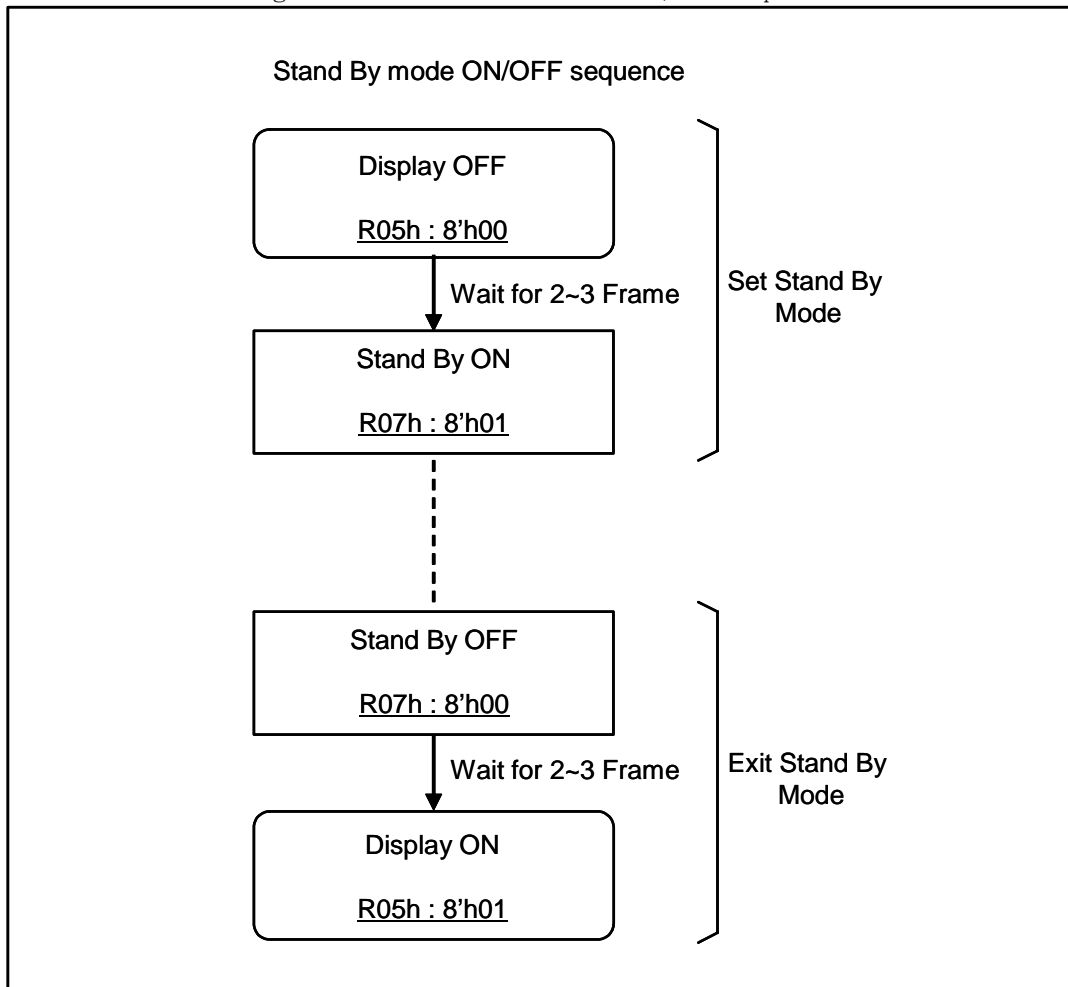 Stand By mode ON/OFF sequence
Display OFF
R05h : 8'h00
Wait for 2~3 Frame
Stand By ON
R07h : 8'h01
Set Stand By
Mode
Stand By OFF
R07h : 8'h00
Wait for 2~3 Frame
Display ON
R05h : 8'h01
Exit Stand By
Mode